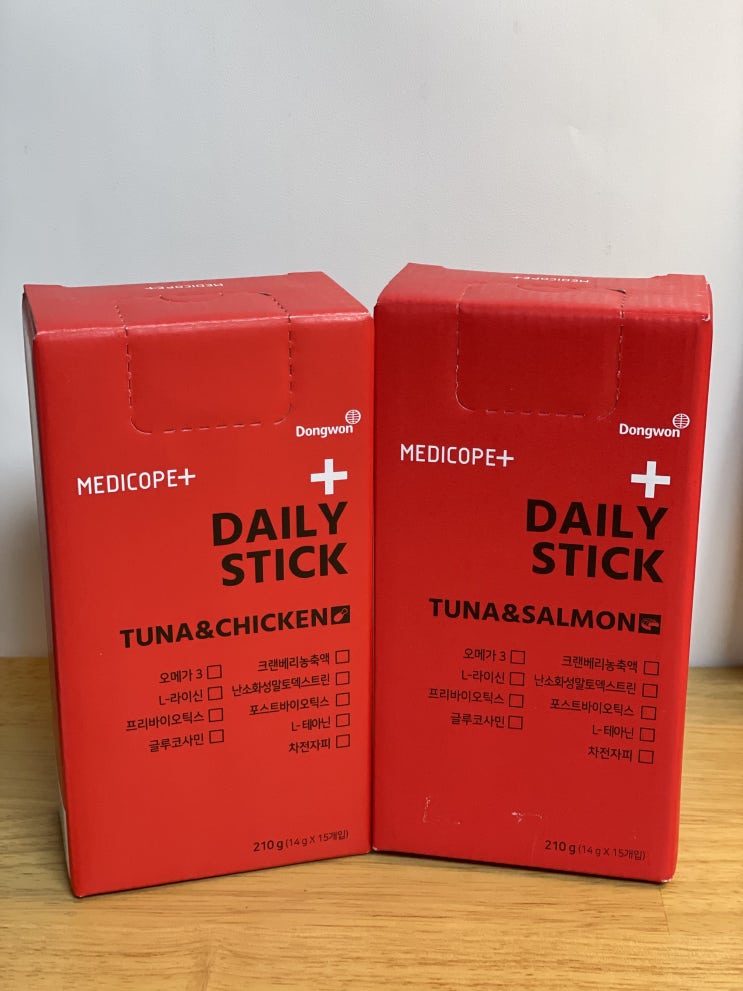 MEDICOPE+
Dongwon
MEDICOPE+
DAILY
STICK
TUNA&CHICKEN
오메가 3
L-라이신
프리바이오틱스
글루코사민
크랜베리농축액
난소화성말토덱스트린
포스트바이오틱스
L-테아닌
차전자피
210 g (14 g X 15개입)
MEDICOPE+
Dongwon
MEDICOPE+
DAILY
STICK
TUNA&SALMON
오메가 3
L-라이신
프리바이오틱스
글루코사민
크랜베리농축액
난소화성말토덱스트린
포스트바이오틱스
L-테아닌
차전자피
210 g (14 g X 15개입)